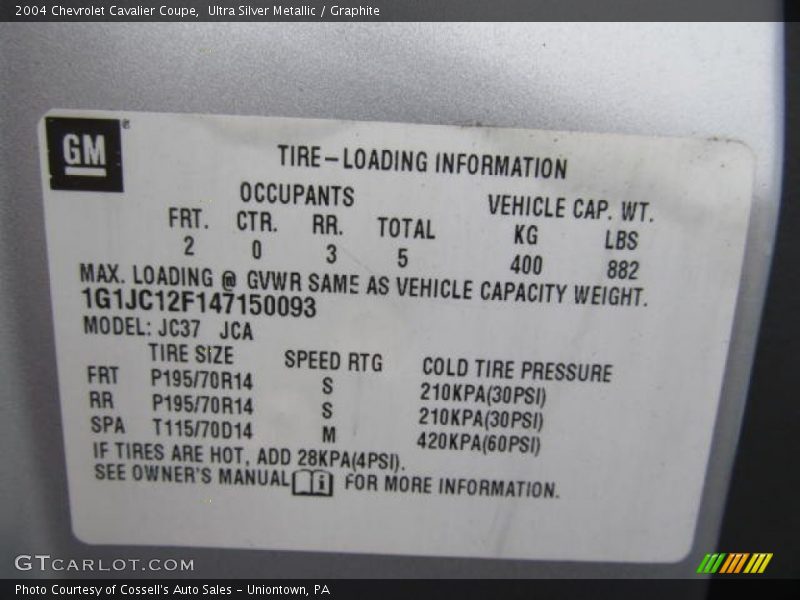 2004 Chevrolet Cavalier Coupe,  Ultra Silver Metallic / Graphite
GM®
TIRE-LOADING INFORMATION
OCCUPANTS VEHICLE CAP. WT.
FRT. CTR. RR. TOTAL KG LBS
2 0 3 5 400 882
MAX. LOADING @ GVWR SAME AS VEHICLE CAPACITY WEIGHT.
1G1JC12F147150093
MODEL: JC37 JCA
TIRE SIZE SPEED RTG COLD TIRE PRESSURE
FRT P195/70R14 S 210KPA(30PSI)
RR P195/70R14 S 210KPA(30PSI)
SPA T115/70D14 M 420KPA(60PSI)
IF TIRES ARE HOT, ADD 28KPA(4PSI).
SEE OWNER'S MANUAL i FOR MORE INFORMATION.
GTCARLOT.COM
Photo Courtesy of Cossell's Auto Sales - Uniontown, PA